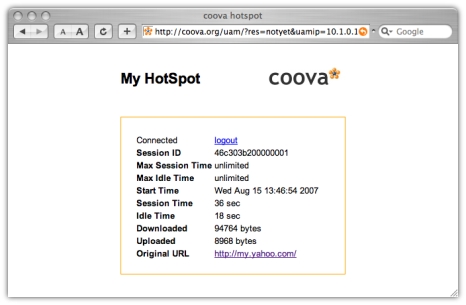 coova hotspot
A A http://coova.org/uam/?res=notyet&uamip=10.1.0.1 Google
My HotSpot coova
Connected logout
Session ID 46c303b200000001
Max Session Time unlimited
Max Idle Time unlimited
Start Time Wed Aug 15 13:46:54 2007
Session Time 36 sec
Idle Time 18 sec
Downloaded 94764 bytes
Uploaded 8968 bytes
Original URL http://my.yahoo.com/